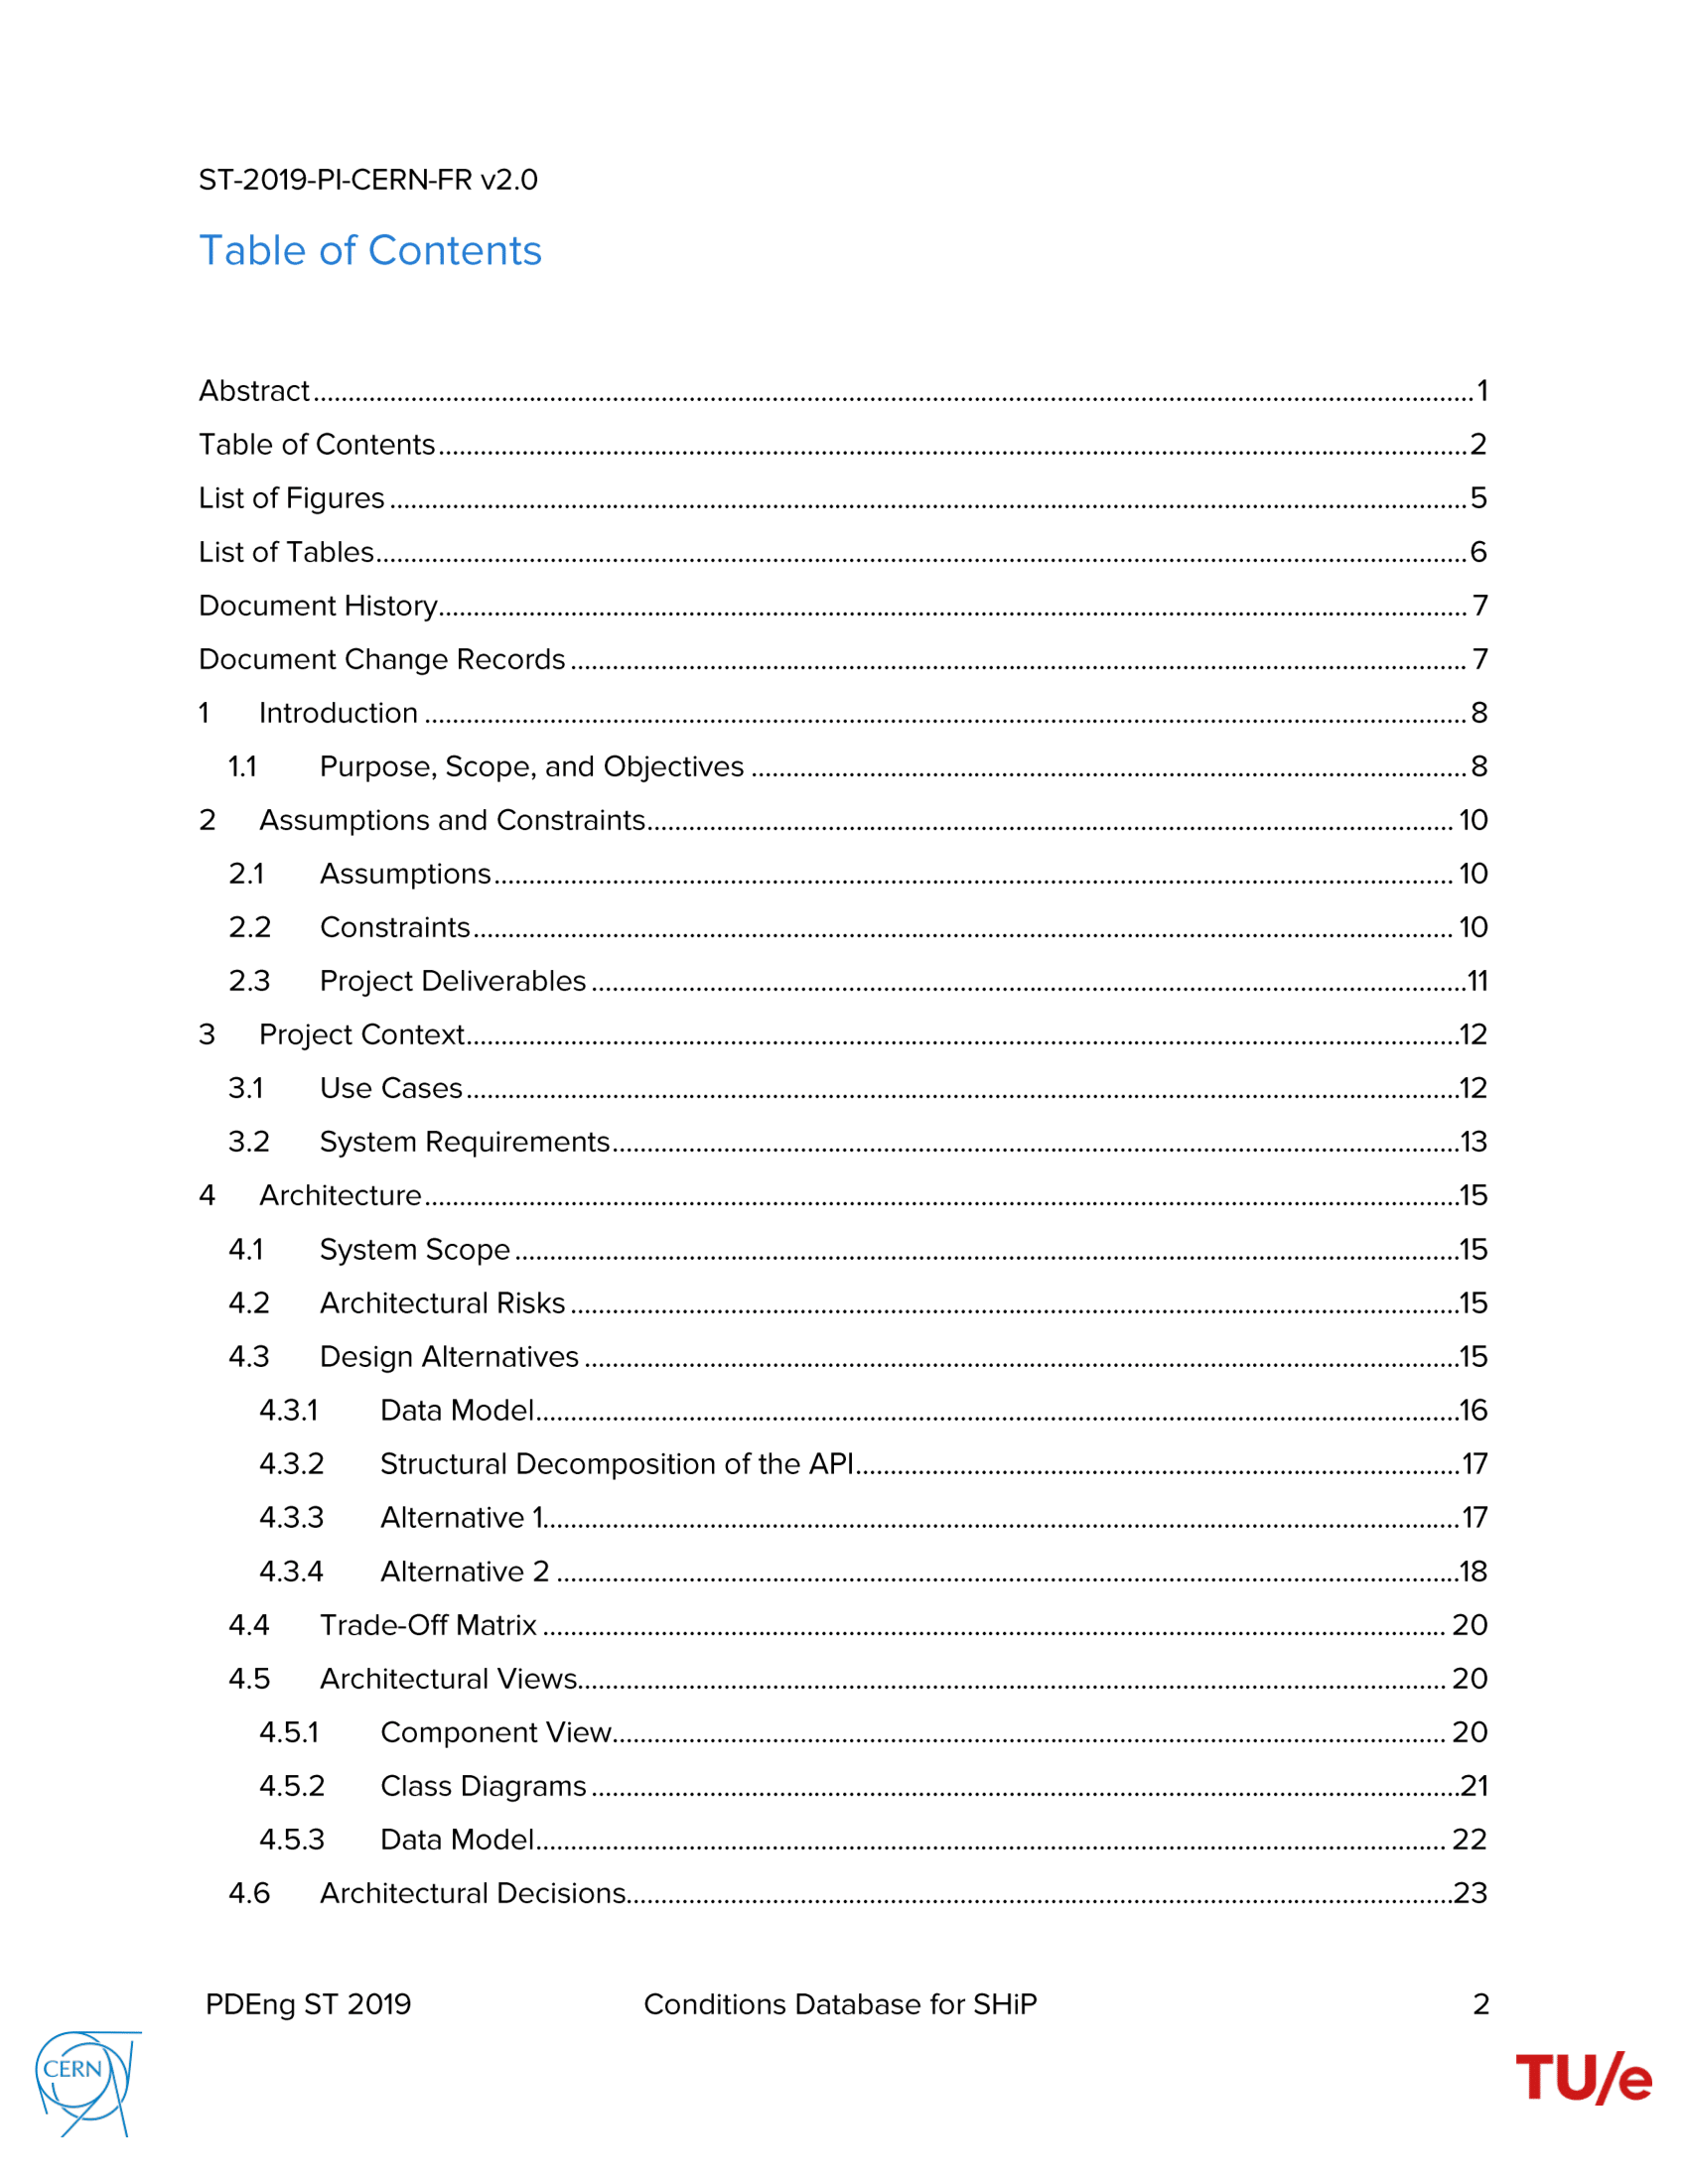 ST-2019-PI-CERN-FR v2.0
Table of Contents
Abstract 1
Table of Contents 2
List of Figures 5
List of Tables 6
Document History 7
Document Change Records 7
1 Introduction 8
1.1 Purpose, Scope, and Objectives 8
2 Assumptions and Constraints 10
2.1 Assumptions 10
2.2 Constraints 10
2.3 Project Deliverables 11
3 Project Context 12
3.1 Use Cases 12
3.2 System Requirements 13
4 Architecture 15
4.1 System Scope 15
4.2 Architectural Risks 15
4.3 Design Alternatives 15
4.3.1 Data Model 16
4.3.2 Structural Decomposition of the API 17
4.3.3 Alternative 1 17
4.3.4 Alternative 2 18
4.4 Trade-Off Matrix 20
4.5 Architectural Views 20
4.5.1 Component View 20
4.5.2 Class Diagrams 21
4.5.3 Data Model 22
4.6 Architectural Decisions 23
PDEng ST 2019 Conditions Database for SHiP 2
CERN
TU/e